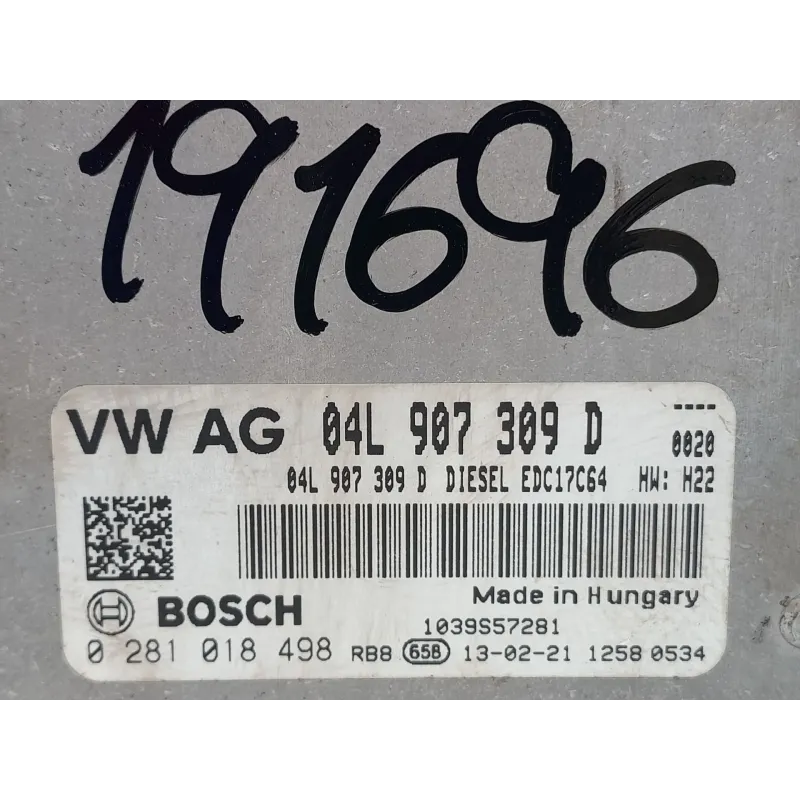 191696
VW AG 04L 907 309 D ----
0020
04L 907 309 D DIESEL EDC17C64 HW: H22
Made in Hungary
BOSCH
1039S57281
0 281 018 498 RB8 658 13-02-21 1258 0534